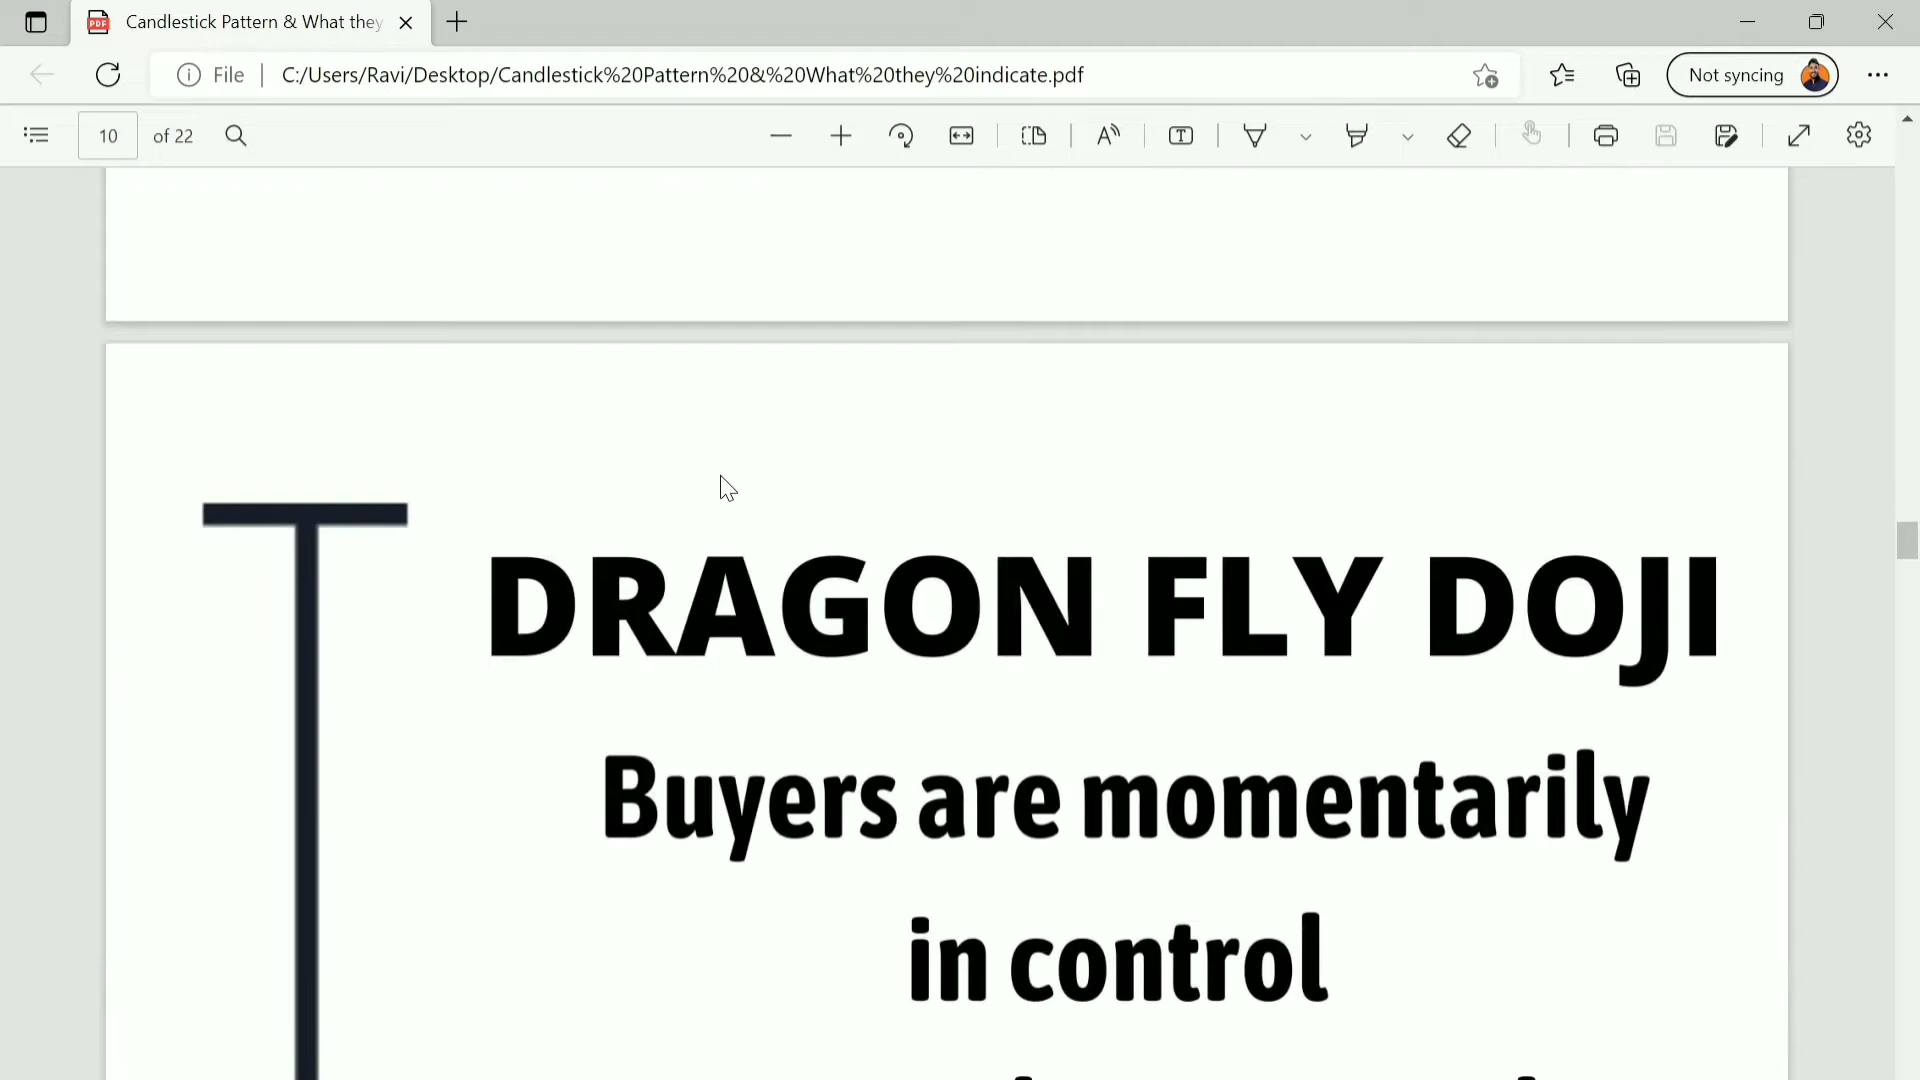 Candlestick Pattern & What they
File
C:/Users/Ravi/Desktop/Candlestick%20Pattern%20&%20What%20they%20indicate.pdf
Not syncing
10 of 22
DRAGON FLY DOJI
Buyers are momentarily
in control